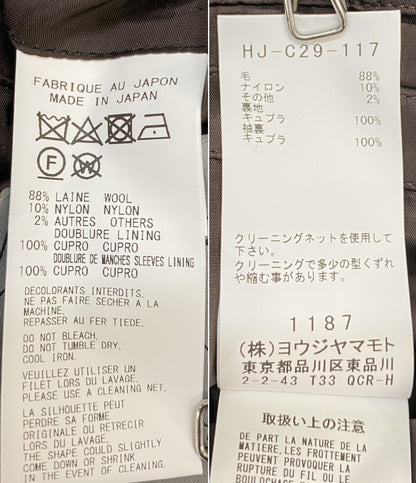 FABRIQUE AU JAPON
MADE IN JAPAN
F
W
88% LAINE WOOL
10% NYLON NYLON
2% AUTRES OTHERS
DOUBLURE LINING
100% CUPRO CUPRO
DOUBLURE DE MANCHES SLEEVES LINING
100% CUPRO CUPRO
DECOLORANTS INTERDITS.
NE PAS FAIRE SECHER A LA
MACHINE.
REPASSER AU FER TIEDE.
DO NOT BLEACH.
DO NOT TUMBLE DRY.
COOL IRON.
VEUILLEZ UTILISER UN
FILET LORS DU LAVAGE.
PLEASE USE A CLEANING NET.
LA SILHOUETTE PEUT
PERDRE SA FORME
ORIGINALE OU RETRECIR
LORS DU LAVAGE.
THE SHAPE COULD SLIGHTLY
COME DOWN OR SHRINK
IN CLEANING.
HJ-C29-117
毛 88%
ナイロン 10%
その他 2%
裏地
キュプラ 100%
袖裏
キュプラ 100%
クリーニングネットを使用して
下さい。
クリーニングで多少の型くずれ
や縮む事があります。
1187
(株)ヨウジヤマモト
東京都品川区東品川
2-2-43 T33 QCR-H
取扱い上の注意
DE PART LA NATURE DE LA
MATIERE, LES FROTTEMENT
PEUVENT PROVOQUER LA
RUPTURE DU FIL OU LE
BOULOCHAGE